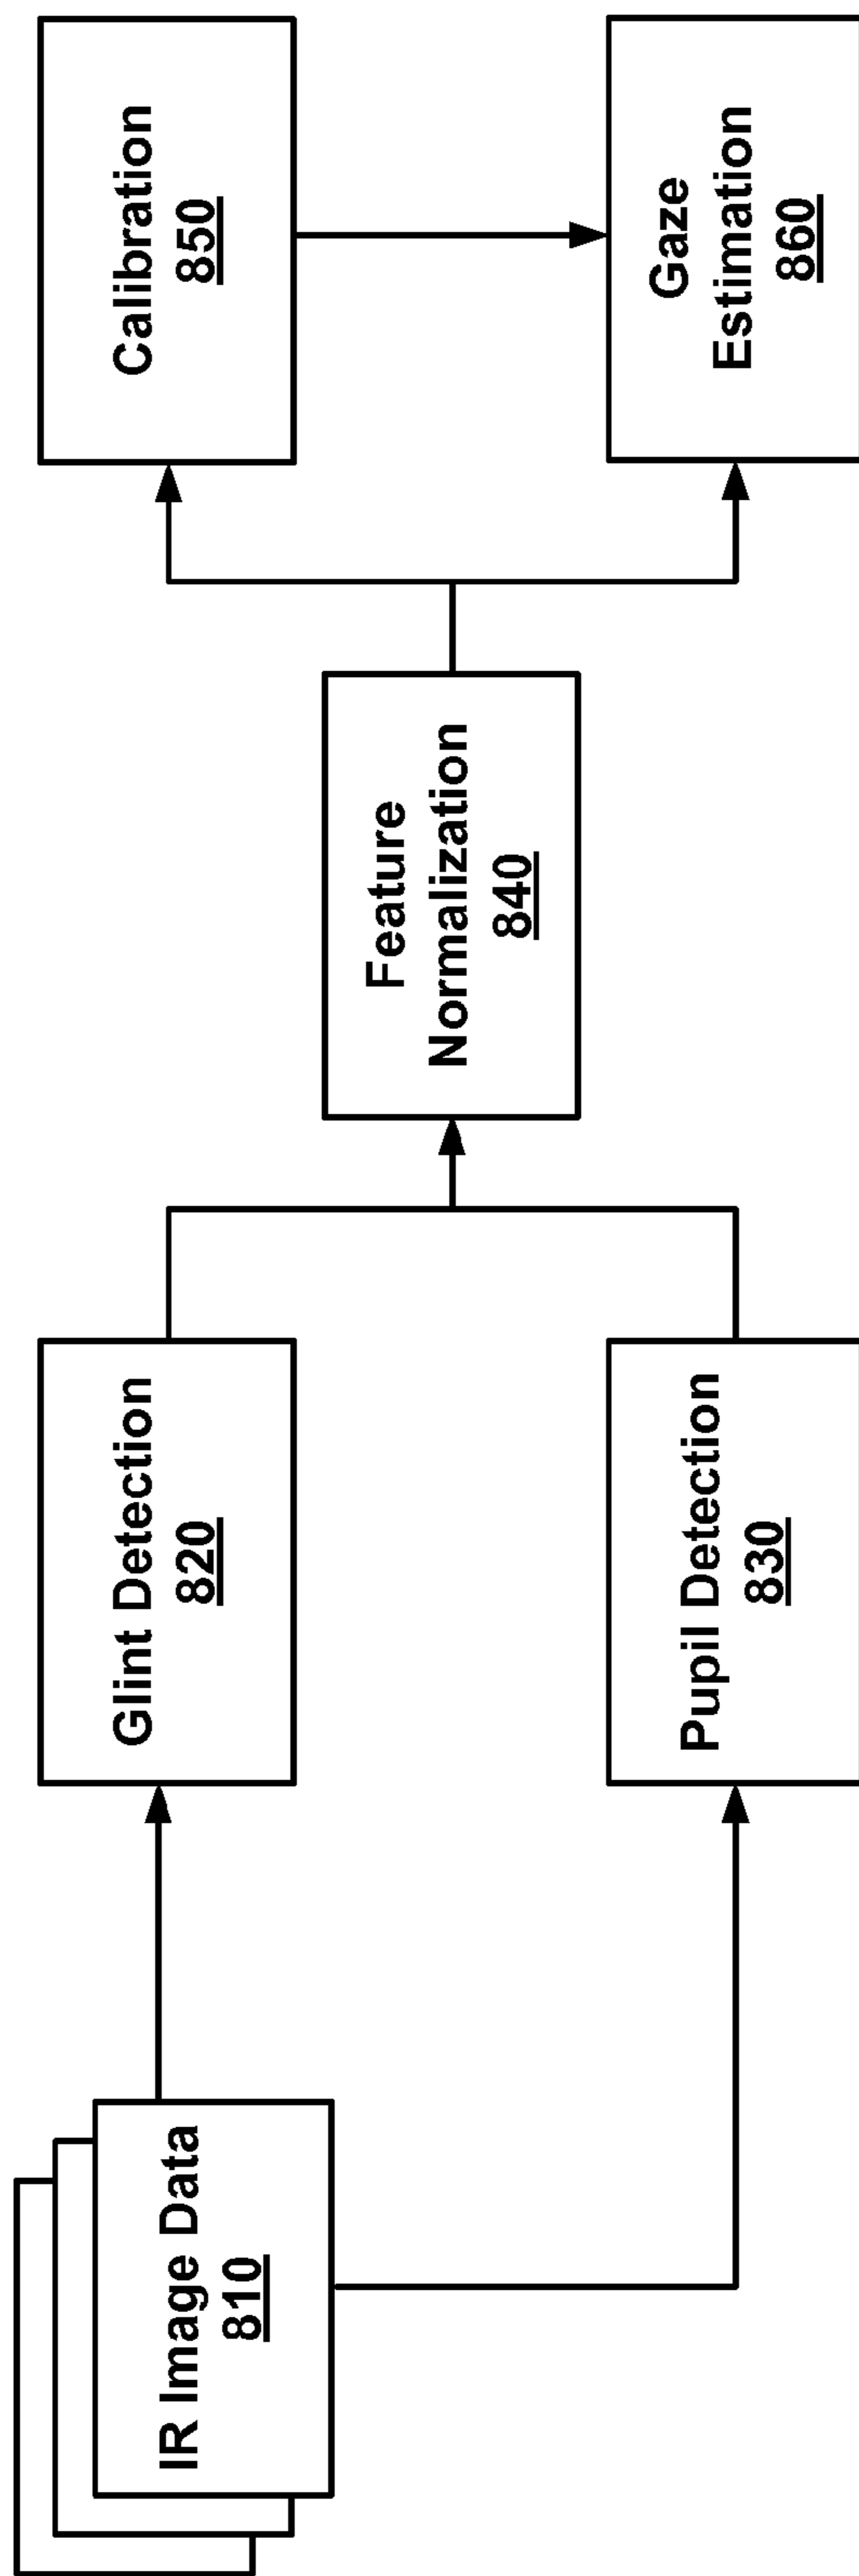 IR Image Data
810
Glint Detection
820
Pupil Detection
830
Feature
Normalization
840
Calibration
850
Gaze
Estimation
860